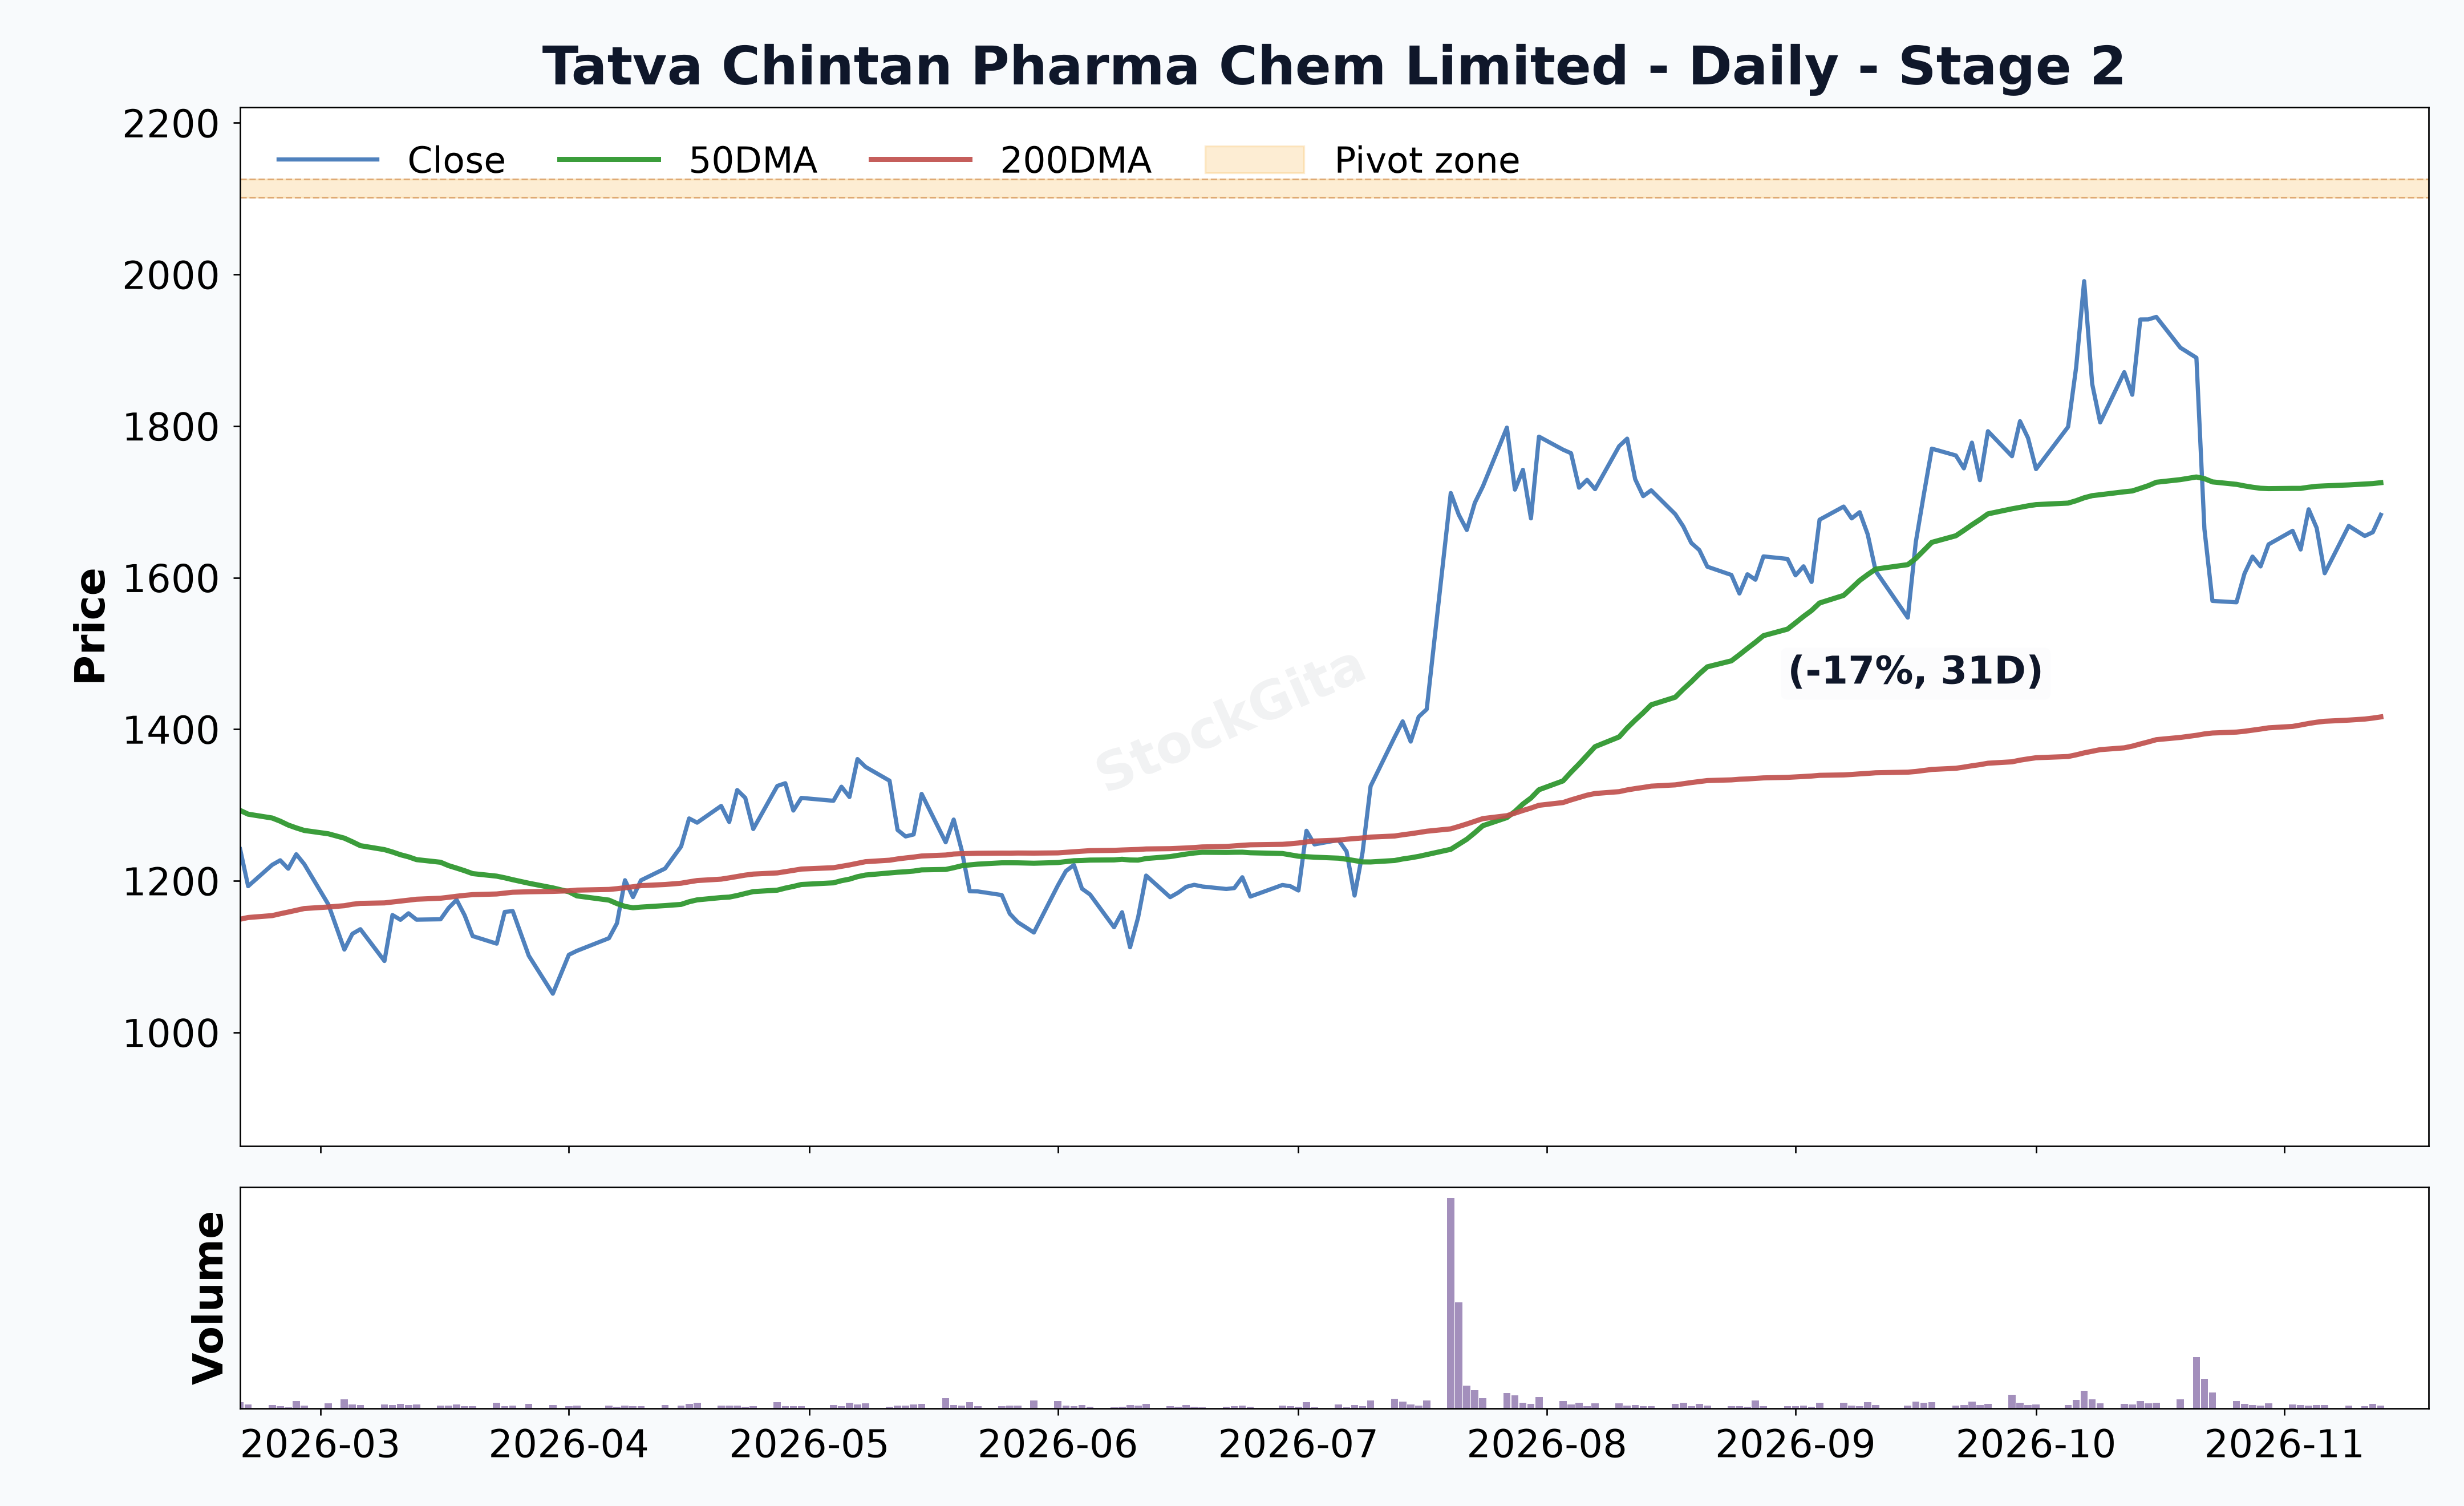 Tatva Chintan Pharma Chem Limited - Daily - Stage 2
Close 50DMA 200DMA Pivot zone
2200
2000
1800
1600
1400
1200
1000
Price
StockGita
(-17%, 31D)
Volume
2026-03 2026-04 2026-05 2026-06 2026-07 2026-08 2026-09 2026-10 2026-11